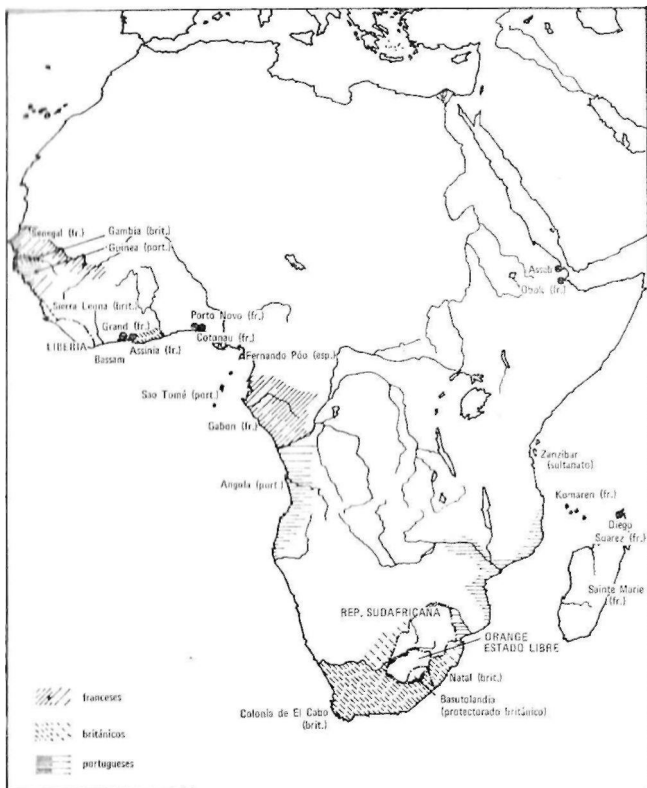 Senegal (fr.)
Gambia (brit.)
Guinea (port.)
Sierra Leona (brit.)
LIBERIA
Grand (fr.)
Bassam
Assinia (fr.)
Porto Novo (fr.)
Cotonau (fr.)
Fernando Póo (esp.)
Sao Tomé (port.)
Gabon (fr.)
Angola (port.)
Assab
Obok (fr.)
Zanzibar
(sultanato)
Komaren (fr.)
Diego
Suarez (fr.)
Sainte Marie
(fr.)
REP. SUDAFRICANA
ORANGE
ESTADO LIBRE
Natal (brit.)
Basutolandia
(protectorado británico)
Colonia de El Cabo
(brit.)
franceses
británicos
portugueses